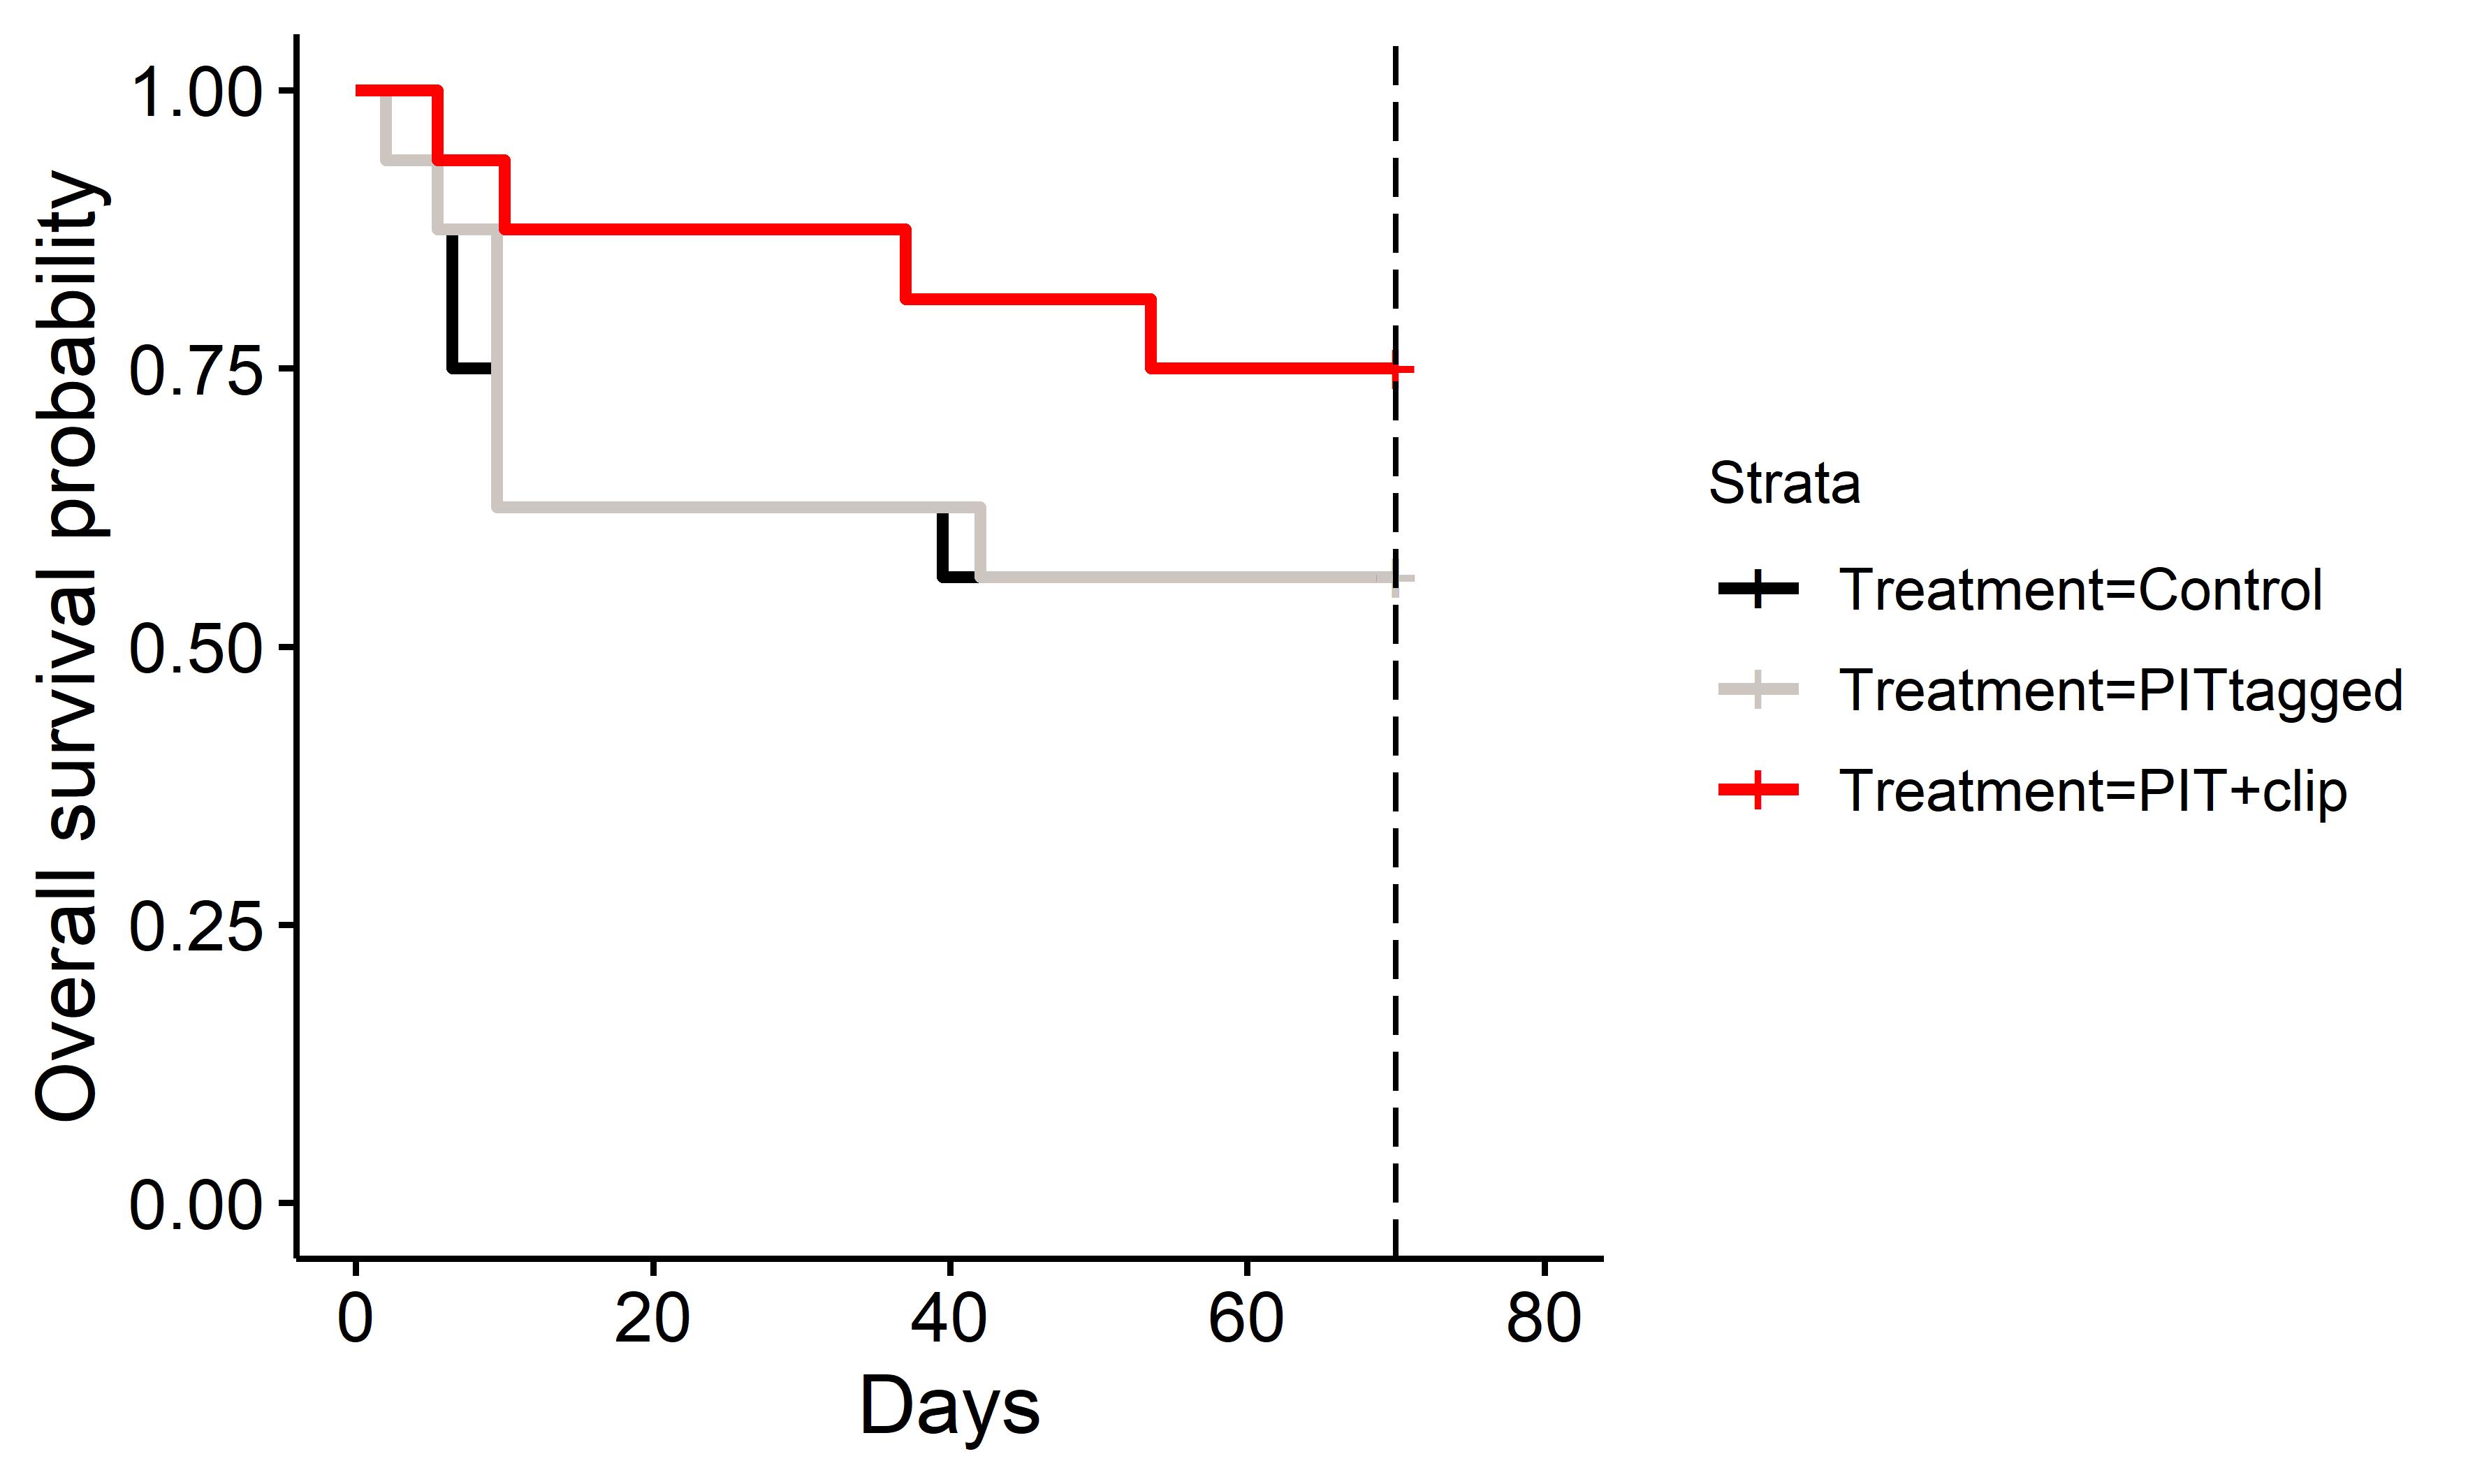 Overall survival probability
1.00
0.75
0.50
0.25
0.00
0 20 40 60 80
Days
Strata
Treatment=Control
Treatment=PITtagged
Treatment=PIT+clip